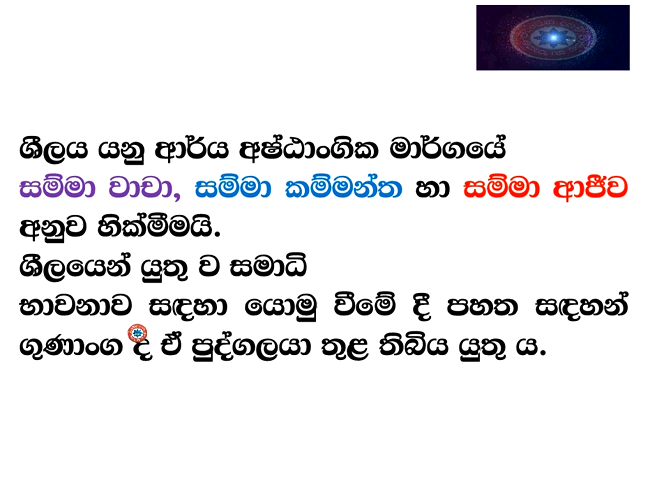 ශීලය යනු ආර්ය අෂ්ඨාංගික මාර්ගයේ
සම්මා වාචා, සම්මා කම්මන්ත හා සම්මා ආජීව
අනුව හික්මීමයි.
ශීලයෙන් යුතු ව සමාධි
භාවනාව සඳහා යොමු වීමේ දී පහත සඳහන්
ගුණාංග ද ඒ පුද්ගලයා තුළ තිබිය යුතු ය.